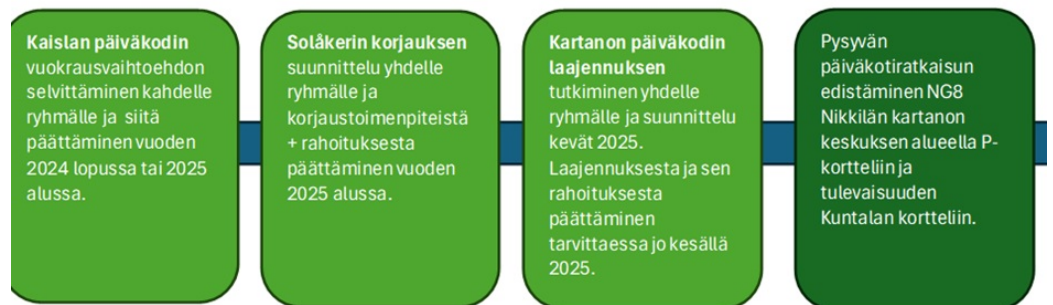 Kaislan päiväkodin
vuokrausvaihtoehdon
selvittäminen kahdelle
ryhmälle ja siitä
päättäminen vuoden
2024 lopussa tai 2025
alussa.
Solåkerin korjauksen
suunnittelu yhdelle
ryhmälle ja
korjaustoimenpiteistä
+ rahoituksesta
päättäminen vuoden
2025 alussa.
Kartanon päiväkodin
laajennuksen
tutkiminen yhdelle
ryhmälle ja suunnittelu
kevät 2025.
Laajennuksesta ja sen
rahoituksesta
päättäminen
tarvittaessa jo kesällä
2025.
Pysyvän
päiväkotiratkaisun
edistäminen NG8
Nikkilän kartanon
keskuksen alueella P-
kortteliin ja
tulevaisuuden
Kuntalan kortteliin.